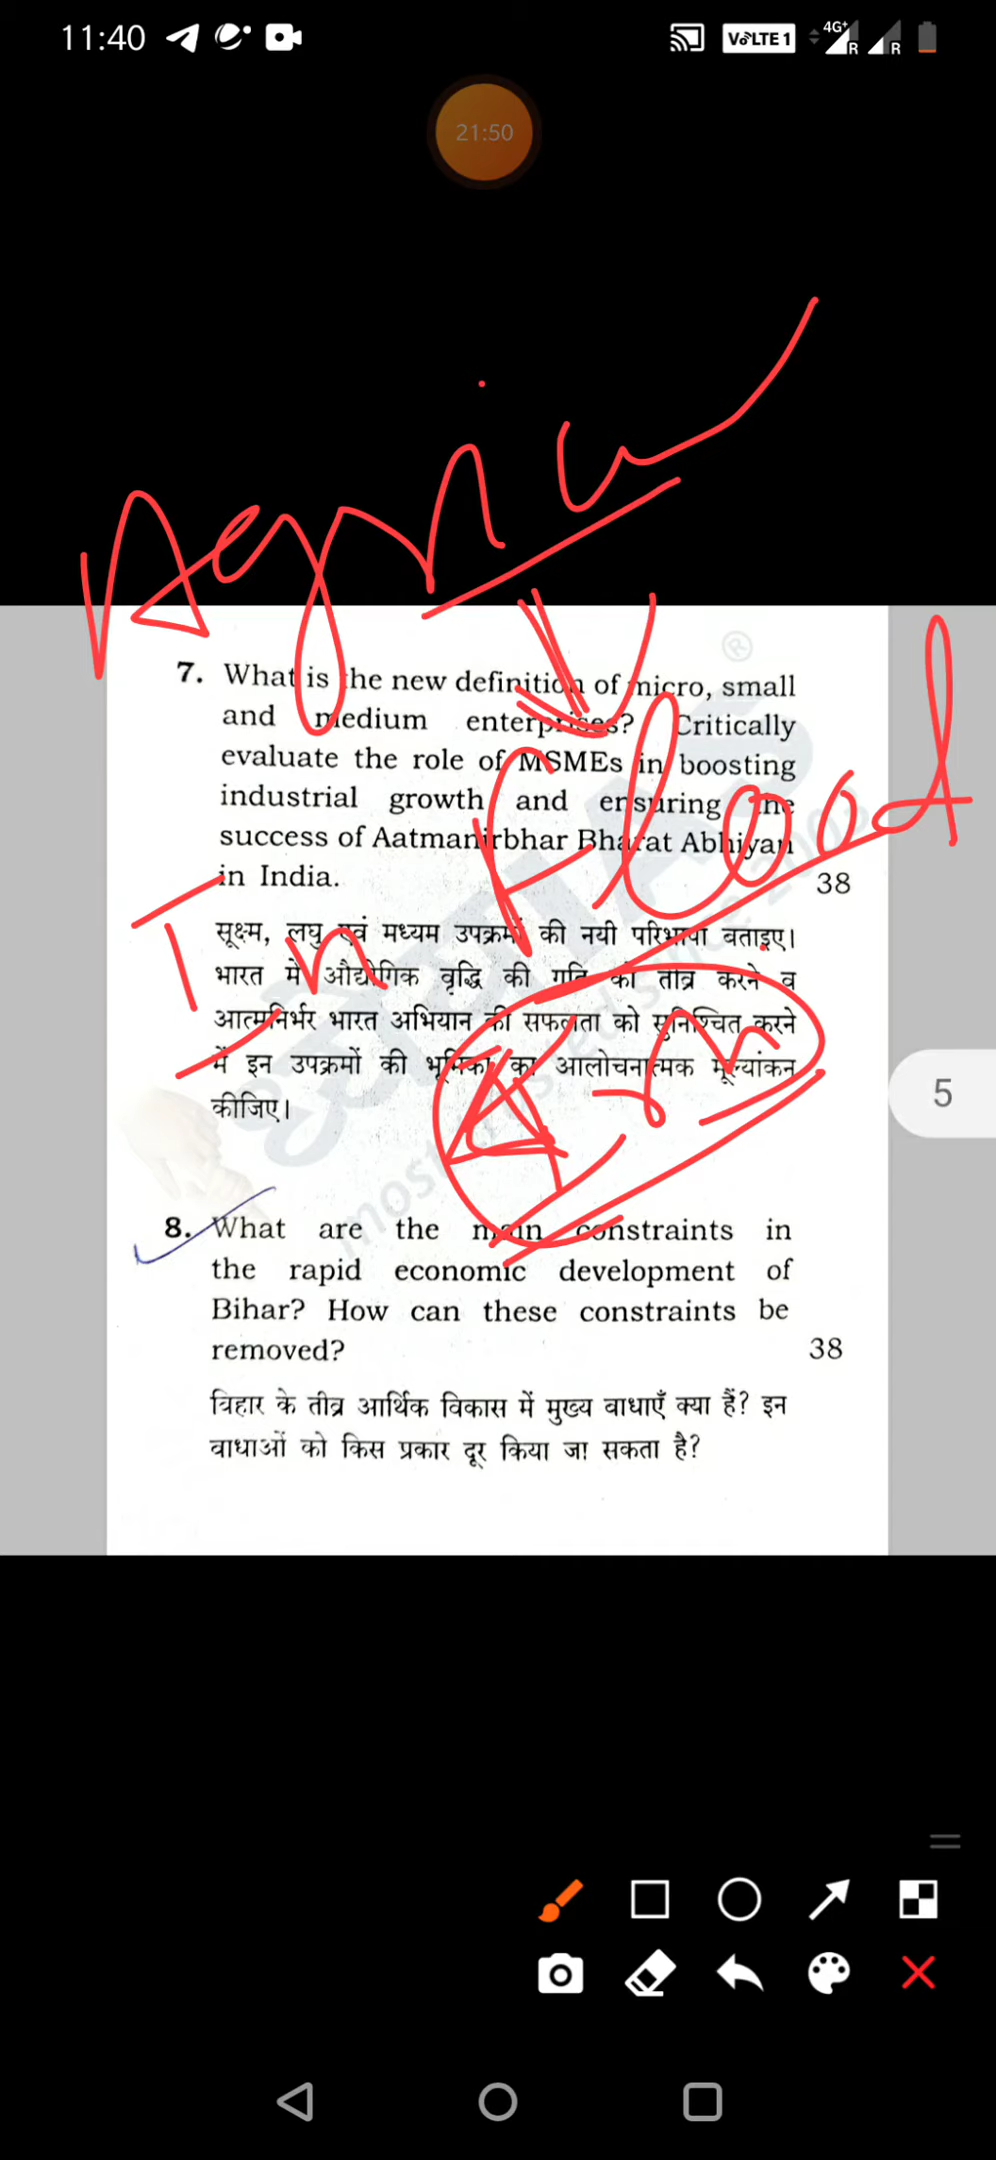 11:40
VoLTE 1 4G+ R R
21:50
Agricu
7. What is the new definition of micro, small
and medium enterprises? Critically
evaluate the role of MSMEs in boosting
industrial growth and ensuring the
success of Aatmanirbhar Bharat Abhiyan
in India. 38
Flood
In
सूक्ष्म, लघु एवं मध्यम उपक्रमों की नयी परिभाषा बताइए।
भारत में औद्योगिक वृद्धि की गति को तीव्र करने व
आत्मनिर्भर भारत अभियान की सफलता को सुनिश्चित करने
में इन उपक्रमों की भूमिका का आलोचनात्मक मूल्यांकन
कीजिए।
5
8. What are the main constraints in
the rapid economic development of
Bihar? How can these constraints be
removed? 38
बिहार के तीव्र आर्थिक विकास में मुख्य बाधाएँ क्या हैं? इन
बाधाओं को किस प्रकार दूर किया जा सकता है?